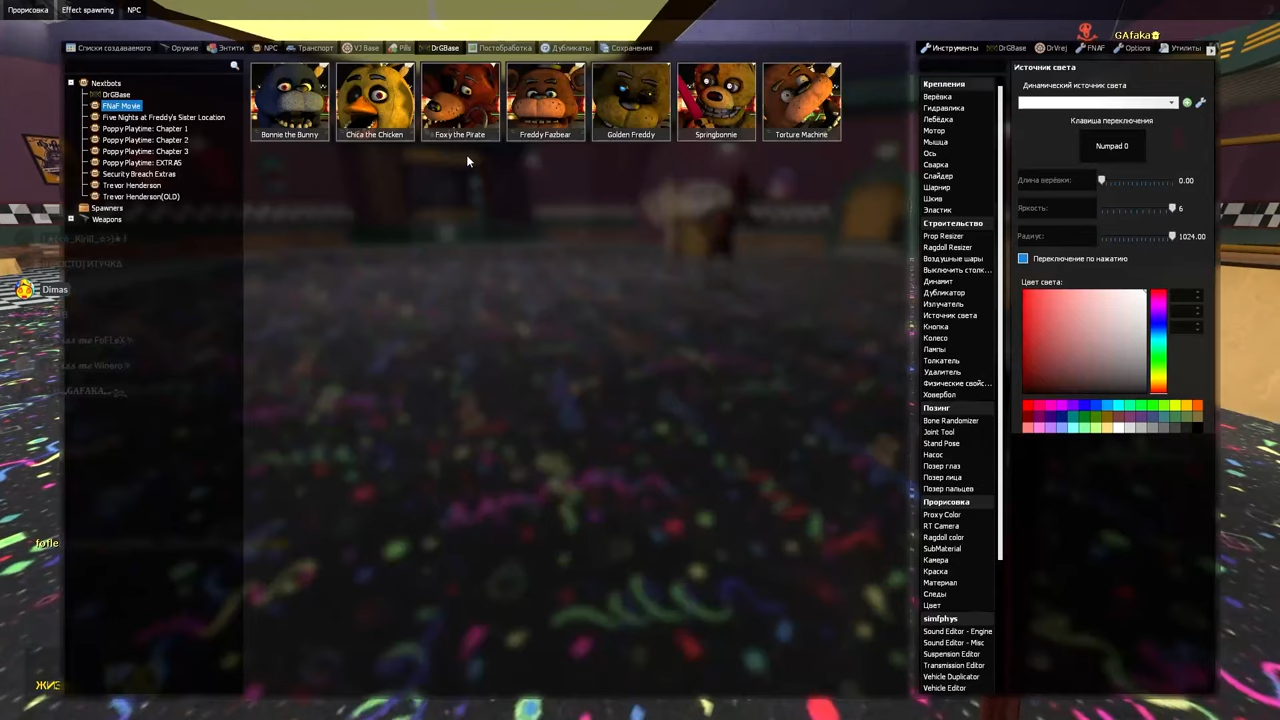 Прорисовка Effect spawning NPC
GAfaka
Списки создаваемого Оружие Энтити NPC Транспорт VJ Base Pills DrGBase Постобработка Дубликаты Сохранения
Инструменты DrGBase DrVrej FNAF Options Утилиты
Nextbots
DrGBase
FNaF Movie
Five Nights at Freddy's Sister Location
Poppy Playtime: Chapter 1
Poppy Playtime: Chapter 2
Poppy Playtime: Chapter 3
Poppy Playtime: EXTRAS
Security Breach Extras
Trevor Henderson
Trevor Henderson(OLD)
Spawners
Weapons
Dimas
Bonnie the Bunny
Chica the Chicken
Foxy the Pirate
Freddy Fazbear
Golden Freddy
Springbonnie
Torture Machine
Крепления
Верёвка
Гидравлика
Лебёдка
Мотор
Мышца
Ось
Сварка
Слайдер
Шарнир
Шкив
Эластик
Строительство
Prop Resizer
Ragdoll Resizer
Воздушные шары
Выключить столк...
Динамит
Дубликатор
Излучатель
Источник света
Кнопка
Колесо
Лампы
Толкатель
Удалитель
Физические свойс...
Ховербол
Позинг
Bone Randomizer
Joint Tool
Stand Pose
Насос
Позер глаз
Позер лица
Позер пальцев
Прорисовка
Proxy Color
RT Camera
Ragdoll color
SubMaterial
Камера
Краска
Материал
Следы
Цвет
simfphys
Sound Editor - Engine
Sound Editor - Misc
Suspension Editor
Transmission Editor
Vehicle Duplicator
Vehicle Editor
Источник света
Динамический источник света
Клавиша переключения
Numpad 0
Длина верёвки: 0.00
Яркость: 6
Радиус: 1024.00
Переключение по нажатию
Цвет света: